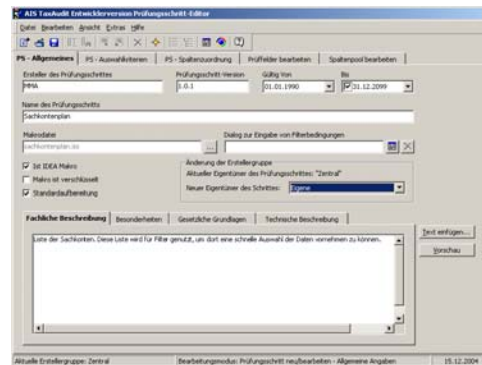 AIS TaxAudit Entwicklerversion Prüfungsschritt-Editor
Datei Bearbeiten Ansicht Extras Hilfe
PS - Allgemeines PS - Auswahlkriterien PS - Spaltenzuordnung Prüffelder bearbeiten Spaltenpool bearbeiten
Ersteller des Prüfungsschrittes Prüfungsschritt-Version Gültig Von Bis
MMA 1.0.1 01.01.1990 31.12.2099
Name des Prüfungsschritts
Sachkontenplan
Makrodatei Dialog zur Eingabe von Filterbedingungen
sachkontenplan.iss ...
Ist IDEA Makro
Makro ist verschlüsselt
Standardaufbereitung
Änderung der Erstellergruppe
Aktueller Eigentümer des Prüfungsschrittes: "Zentral"
Neuer Eigentümer des Schrittes: Eigene
Fachliche Beschreibung Besonderheiten Gesetzliche Grundlagen Technische Beschreibung
Liste der Sachkonten. Diese Liste wird für Filter genutzt, um dort eine schnelle Auswahl der Daten vornehmen zu können.
Text einfügen...
Vorschau
Aktuelle Erstellergruppe: Zentral Bearbeitungsmodus: Prüfungsschritt neu/bearbeiten - Allgemeine Angaben 15.12.2004